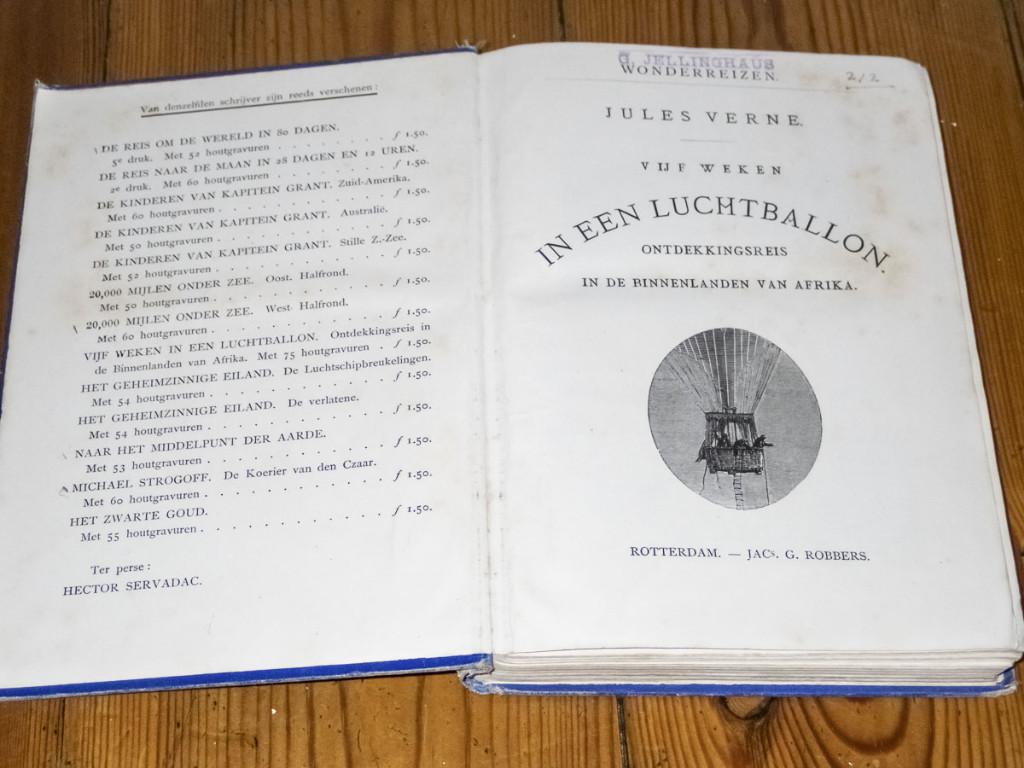 Van denzelfden schrijver zijn reeds verschenen:
DE REIS OM DE WERELD IN 80 DAGEN.
5e druk. Met 52 houtgravuren . . . . . . . . ƒ 1.50.
DE REIS NAAR DE MAAN IN 28 DAGEN EN 12 UREN.
2e druk. Met 60 houtgravuren . . . . . . . . ƒ 1.50.
DE KINDEREN VAN KAPITEIN GRANT. Zuid-Amerika.
Met 60 houtgravuren . . . . . . . . . . . ƒ 1.50.
DE KINDEREN VAN KAPITEIN GRANT. Australie.
Met 50 houtgravuren . . . . . . . . . . . ƒ 1.50.
DE KINDEREN VAN KAPITEIN GRANT. Stille Z.-Zee.
Met 52 houtgravuren . . . . . . . . . . . ƒ 1.50.
20,000 MIJLEN ONDER ZEE. Oost. Halfrond.
Met 50 houtgravuren . . . . . . . . . . . ƒ 1.50.
20,000 MIJLEN ONDER ZEE. West. Halfrond.
Met 60 houtgravuren . . . . . . . . . . . ƒ 1.50.
VIJF WEKEN IN EEN LUCHTBALLON. Ontdekkingsreis in
de Binnenlanden van Afrika. Met 75 houtgravuren . ƒ 1.50.
HET GEHEIMZINNIGE EILAND. De Luchtschipbreukelingen.
Met 54 houtgravuren . . . . . . . . . . . ƒ 1.50.
HET GEHEIMZINNIGE EILAND. De verlatene.
Met 54 houtgravuren . . . . . . . . . . . ƒ 1.50.
NAAR HET MIDDELPUNT DER AARDE.
Met 53 houtgravuren . . . . . . . . . . . ƒ 1.50.
MICHAEL STROGOFF. De Koerier van den Czaar.
Met 60 houtgravuren . . . . . . . . . . . ƒ 1.50.
HET ZWARTE GOUD.
Met 55 houtgravuren . . . . . . . . . . . ƒ 1.50.
Ter perse:
HECTOR SERVADAC.
G. JELLINGHAUS
WONDERREIZEN.
2/2
JULES VERNE.
VIJF WEKEN
IN EEN LUCHTBALLON.
ONTDEKKINGSREIS
IN DE BINNENLANDEN VAN AFRIKA.
ROTTERDAM. — JACs. G. ROBBERS.